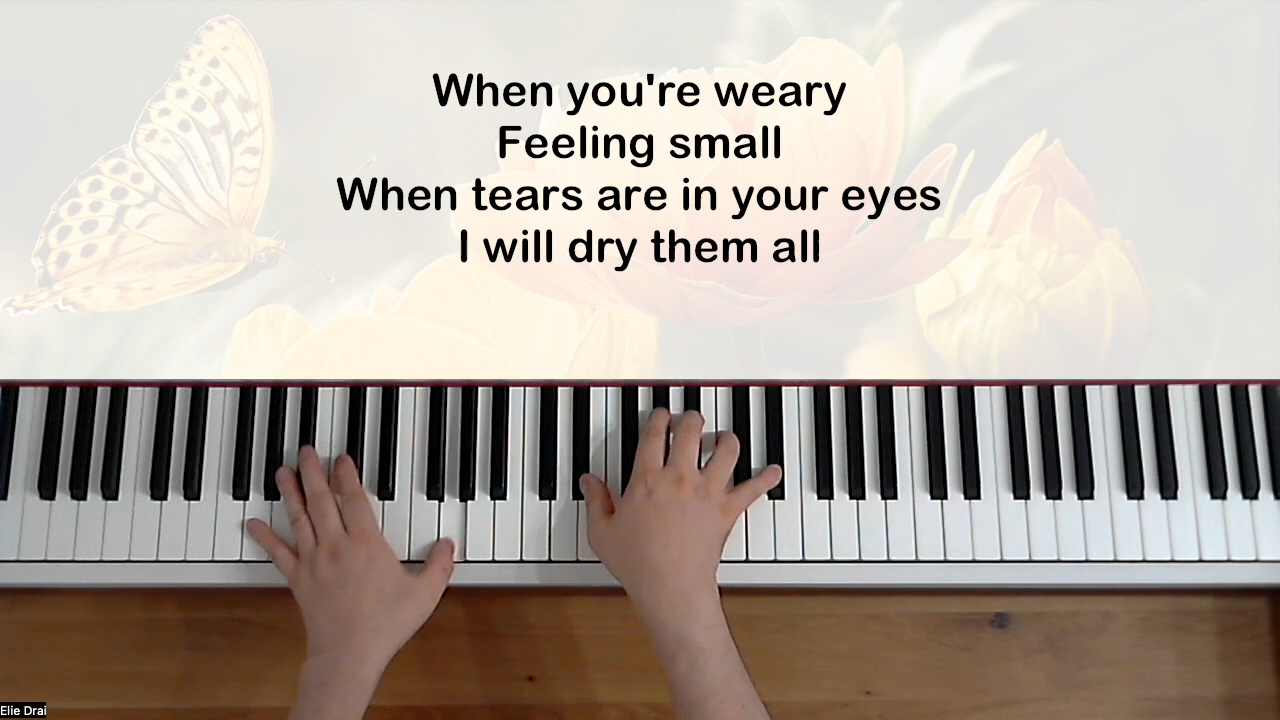 When you're weary
Feeling small
When tears are in your eyes
I will dry them all
Elie Drai